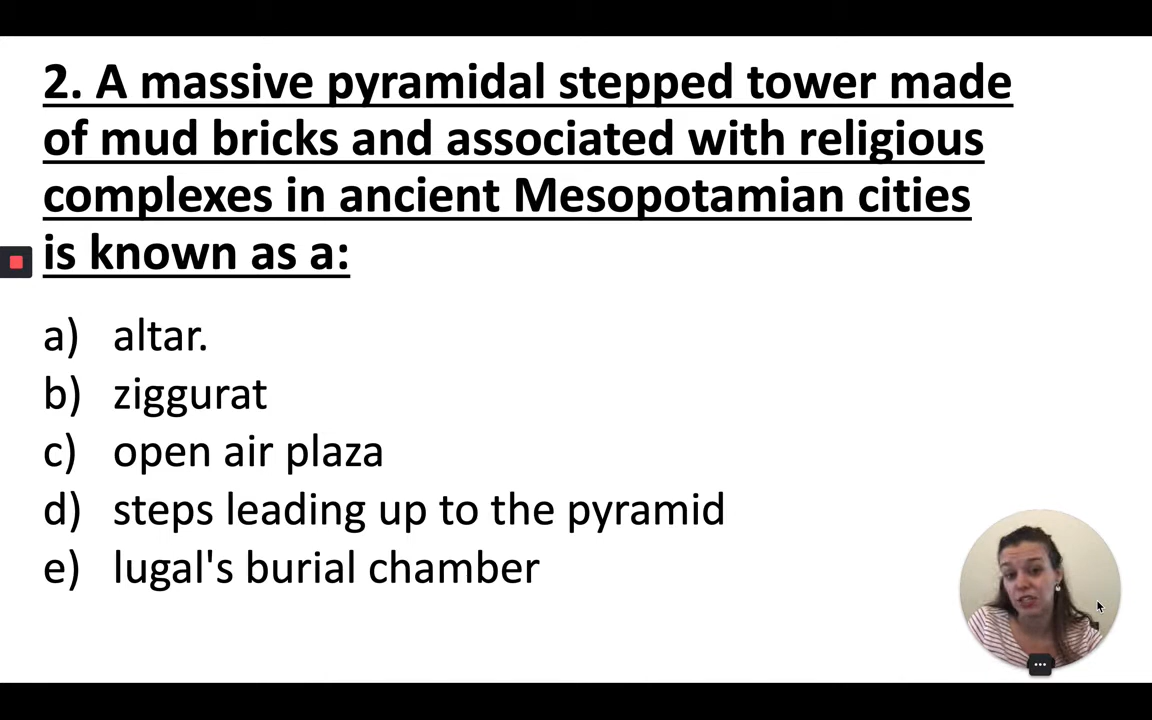 2. A massive pyramidal stepped tower made
of mud bricks and associated with religious
complexes in ancient Mesopotamian cities
is known as a:
a) altar.
b) ziggurat
c) open air plaza
d) steps leading up to the pyramid
e) lugal's burial chamber